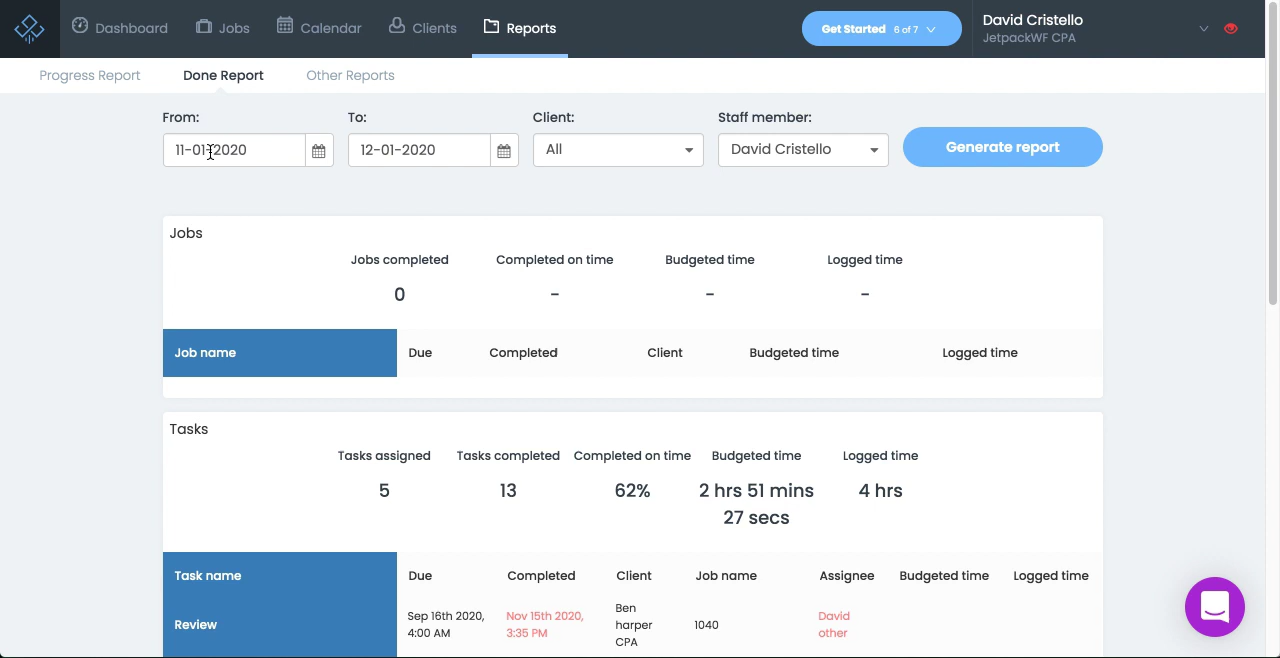 Dashboard Jobs Calendar Clients Reports Get Started 6 of 7 David Cristello
JetpackWF CPA
Progress Report Done Report Other Reports
From: To: Client: Staff member:
11-01-2020 12-01-2020 All David Cristello Generate report
Jobs
Jobs completed Completed on time Budgeted time Logged time
0 - - -
Job name Due Completed Client Budgeted time Logged time
Tasks
Tasks assigned Tasks completed Completed on time Budgeted time Logged time
5 13 62% 2 hrs 51 mins 4 hrs
27 secs
Task name Due Completed Client Job name Assignee Budgeted time Logged time
Review Sep 16th 2020, Nov 15th 2020, Ben 1040 David
4:00 AM 3:35 PM harper other
CPA